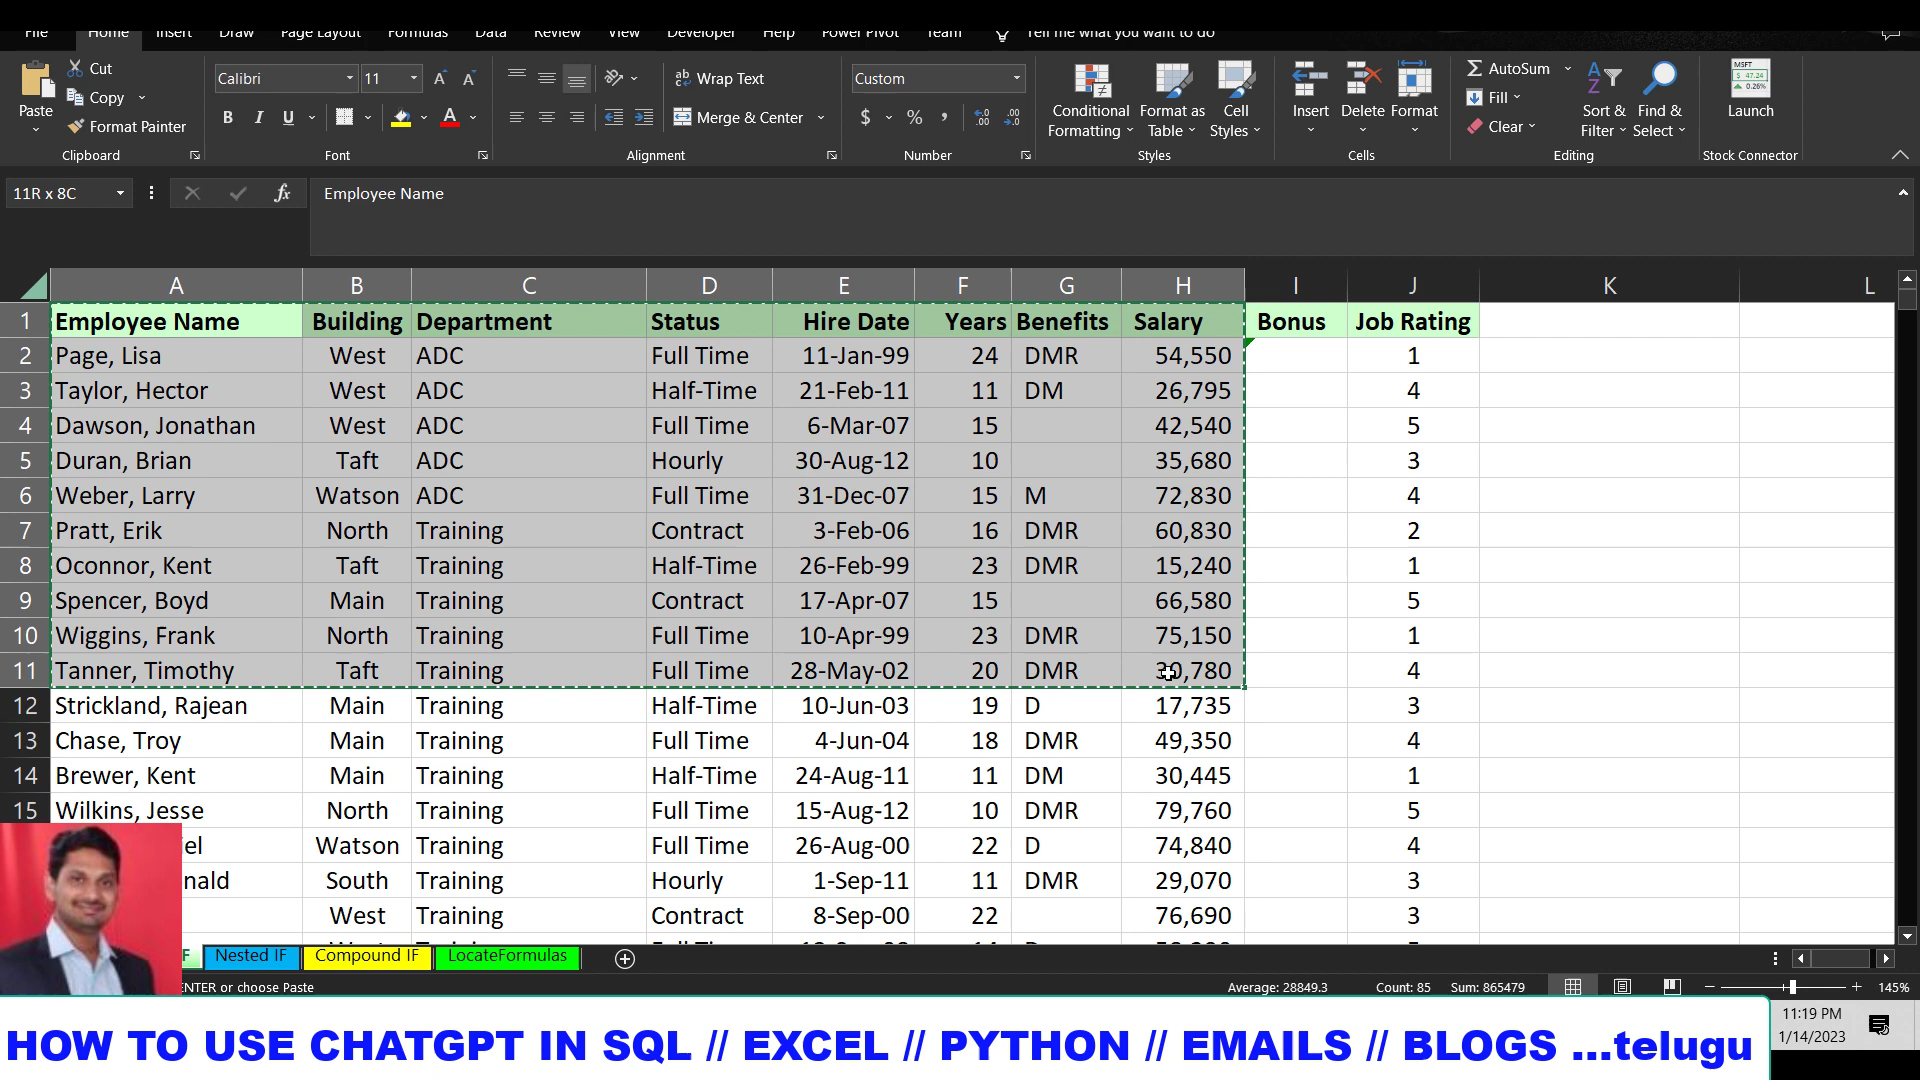 File Home Insert Draw Page Layout Formulas Data Review View Developer Help Power Pivot Team Tell me what you want to do
Paste Cut Copy Format Painter Clipboard
Calibri 11 B I U A Font
Wrap Text Merge & Center Alignment
Custom $ % Number
Conditional Formatting Format as Table Cell Styles Styles
Insert Delete Format Cells
AutoSum Fill Clear Sort & Filter Find & Select Editing
MSFT $ 47.24 0.26% Launch Stock Connector
11R x 8C fx Employee Name
A B C D E F G H I J K L
1 Employee Name Building Department Status Hire Date Years Benefits Salary Bonus Job Rating
2 Page, Lisa West ADC Full Time 11-Jan-99 24 DMR 54,550 1
3 Taylor, Hector West ADC Half-Time 21-Feb-11 11 DM 26,795 4
4 Dawson, Jonathan West ADC Full Time 6-Mar-07 15 42,540 5
5 Duran, Brian Taft ADC Hourly 30-Aug-12 10 35,680 3
6 Weber, Larry Watson ADC Full Time 31-Dec-07 15 M 72,830 4
7 Pratt, Erik North Training Contract 3-Feb-06 16 DMR 60,830 2
8 Oconnor, Kent Taft Training Half-Time 26-Feb-99 23 DMR 15,240 1
9 Spencer, Boyd Main Training Contract 17-Apr-07 15 66,580 5
10 Wiggins, Frank North Training Full Time 10-Apr-99 23 DMR 75,150 1
11 Tanner, Timothy Taft Training Full Time 28-May-02 20 DMR 30,780 4
12 Strickland, Rajean Main Training Half-Time 10-Jun-03 19 D 17,735 3
13 Chase, Troy Main Training Full Time 4-Jun-04 18 DMR 49,350 4
14 Brewer, Kent Main Training Half-Time 24-Aug-11 11 DM 30,445 1
15 Wilkins, Jesse North Training Full Time 15-Aug-12 10 DMR 79,760 5
iel Watson Training Full Time 26-Aug-00 22 D 74,840 4
nald South Training Hourly 1-Sep-11 11 DMR 29,070 3
West Training Contract 8-Sep-00 22 76,690 3
F Nested IF Compound IF LocateFormulas
ENTER or choose Paste Average: 28849.3 Count: 85 Sum: 865479 145%
HOW TO USE CHATGPT IN SQL // EXCEL // PYTHON // EMAILS // BLOGS ...telugu
11:19 PM
1/14/2023